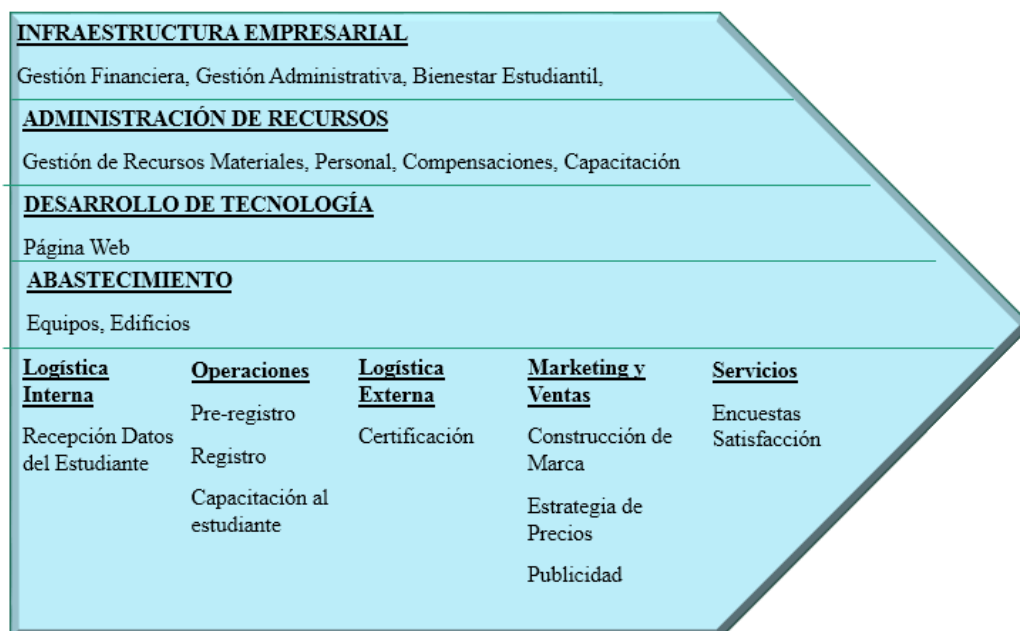 INFRAESTRUCTURA EMPRESARIAL
Gestión Financiera, Gestión Administrativa, Bienestar Estudiantil,
ADMINISTRACIÓN DE RECURSOS
Gestión de Recursos Materiales, Personal, Compensaciones, Capacitación
DESARROLLO DE TECNOLOGÍA
Página Web
ABASTECIMIENTO
Equipos, Edificios
Logística
Interna
Recepción Datos
del Estudiante
Operaciones
Pre-registro
Registro
Capacitación al
estudiante
Logística
Externa
Certificación
Marketing y
Ventas
Construcción de
Marca
Estrategia de
Precios
Publicidad
Servicios
Encuestas
Satisfacción